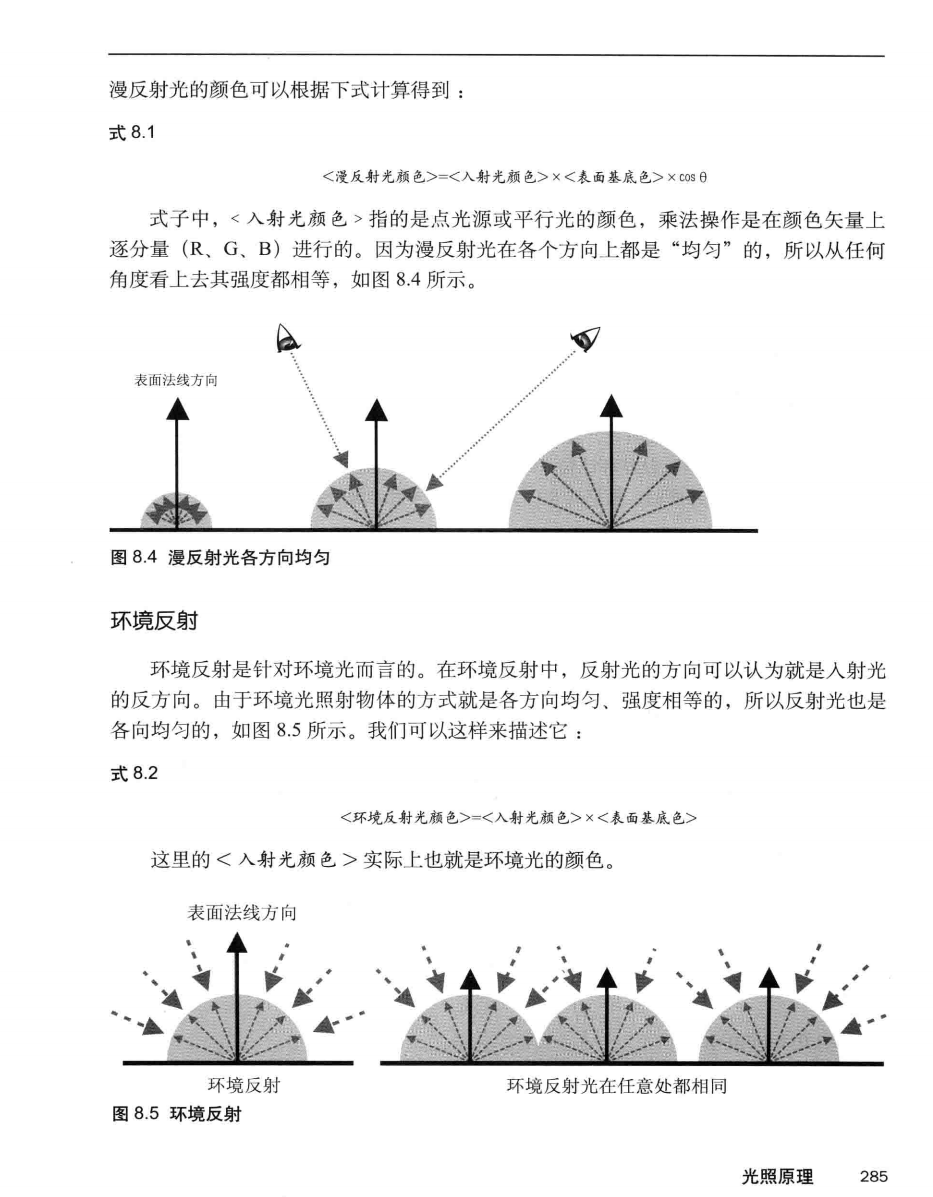 漫反射光的颜色可以根据下式计算得到：
式 8.1
<漫反射光颜色>=<入射光颜色>×<表面基底色>×cos θ
式子中，< 入射光颜色 > 指的是点光源或平行光的颜色，乘法操作是在颜色矢量上
逐分量（R、G、B）进行的。因为漫反射光在各个方向上都是“均匀”的，所以从任何
角度看上去其强度都相等，如图 8.4 所示。
表面法线方向
图 8.4 漫反射光各方向均匀
环境反射
环境反射是针对环境光而言的。在环境反射中，反射光的方向可以认为就是入射光
的反方向。由于环境光照射物体的方式就是各方向均匀、强度相等的，所以反射光也是
各向均匀的，如图 8.5 所示。我们可以这样来描述它：
式 8.2
<环境反射光颜色>=<入射光颜色>×<表面基底色>
这里的 < 入射光颜色 > 实际上也就是环境光的颜色。
表面法线方向
环境反射
环境反射光在任意处都相同
图 8.5 环境反射
光照原理 285